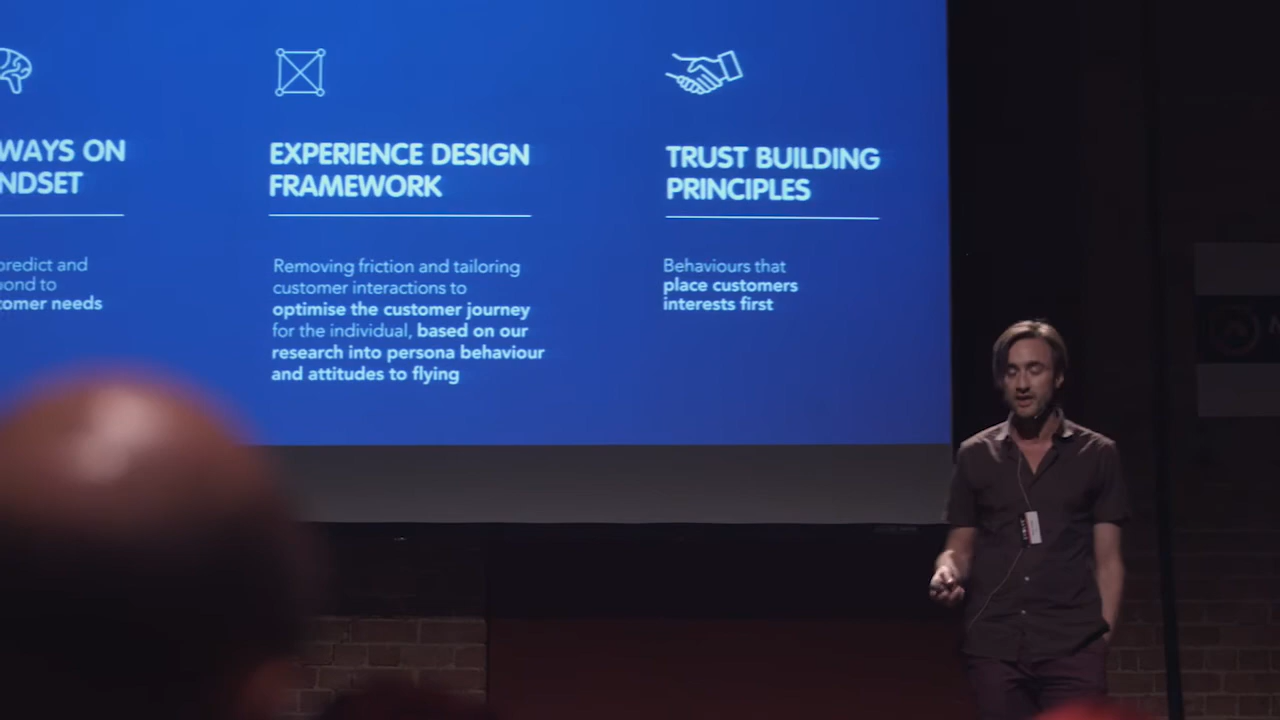 WAYS ON
NDSET
predict and
pond to
tomer needs
EXPERIENCE DESIGN
FRAMEWORK
Removing friction and tailoring
customer interactions to
optimise the customer journey
for the individual, based on our
research into persona behaviour
and attitudes to flying
TRUST BUILDING
PRINCIPLES
Behaviours that
place customers
interests first